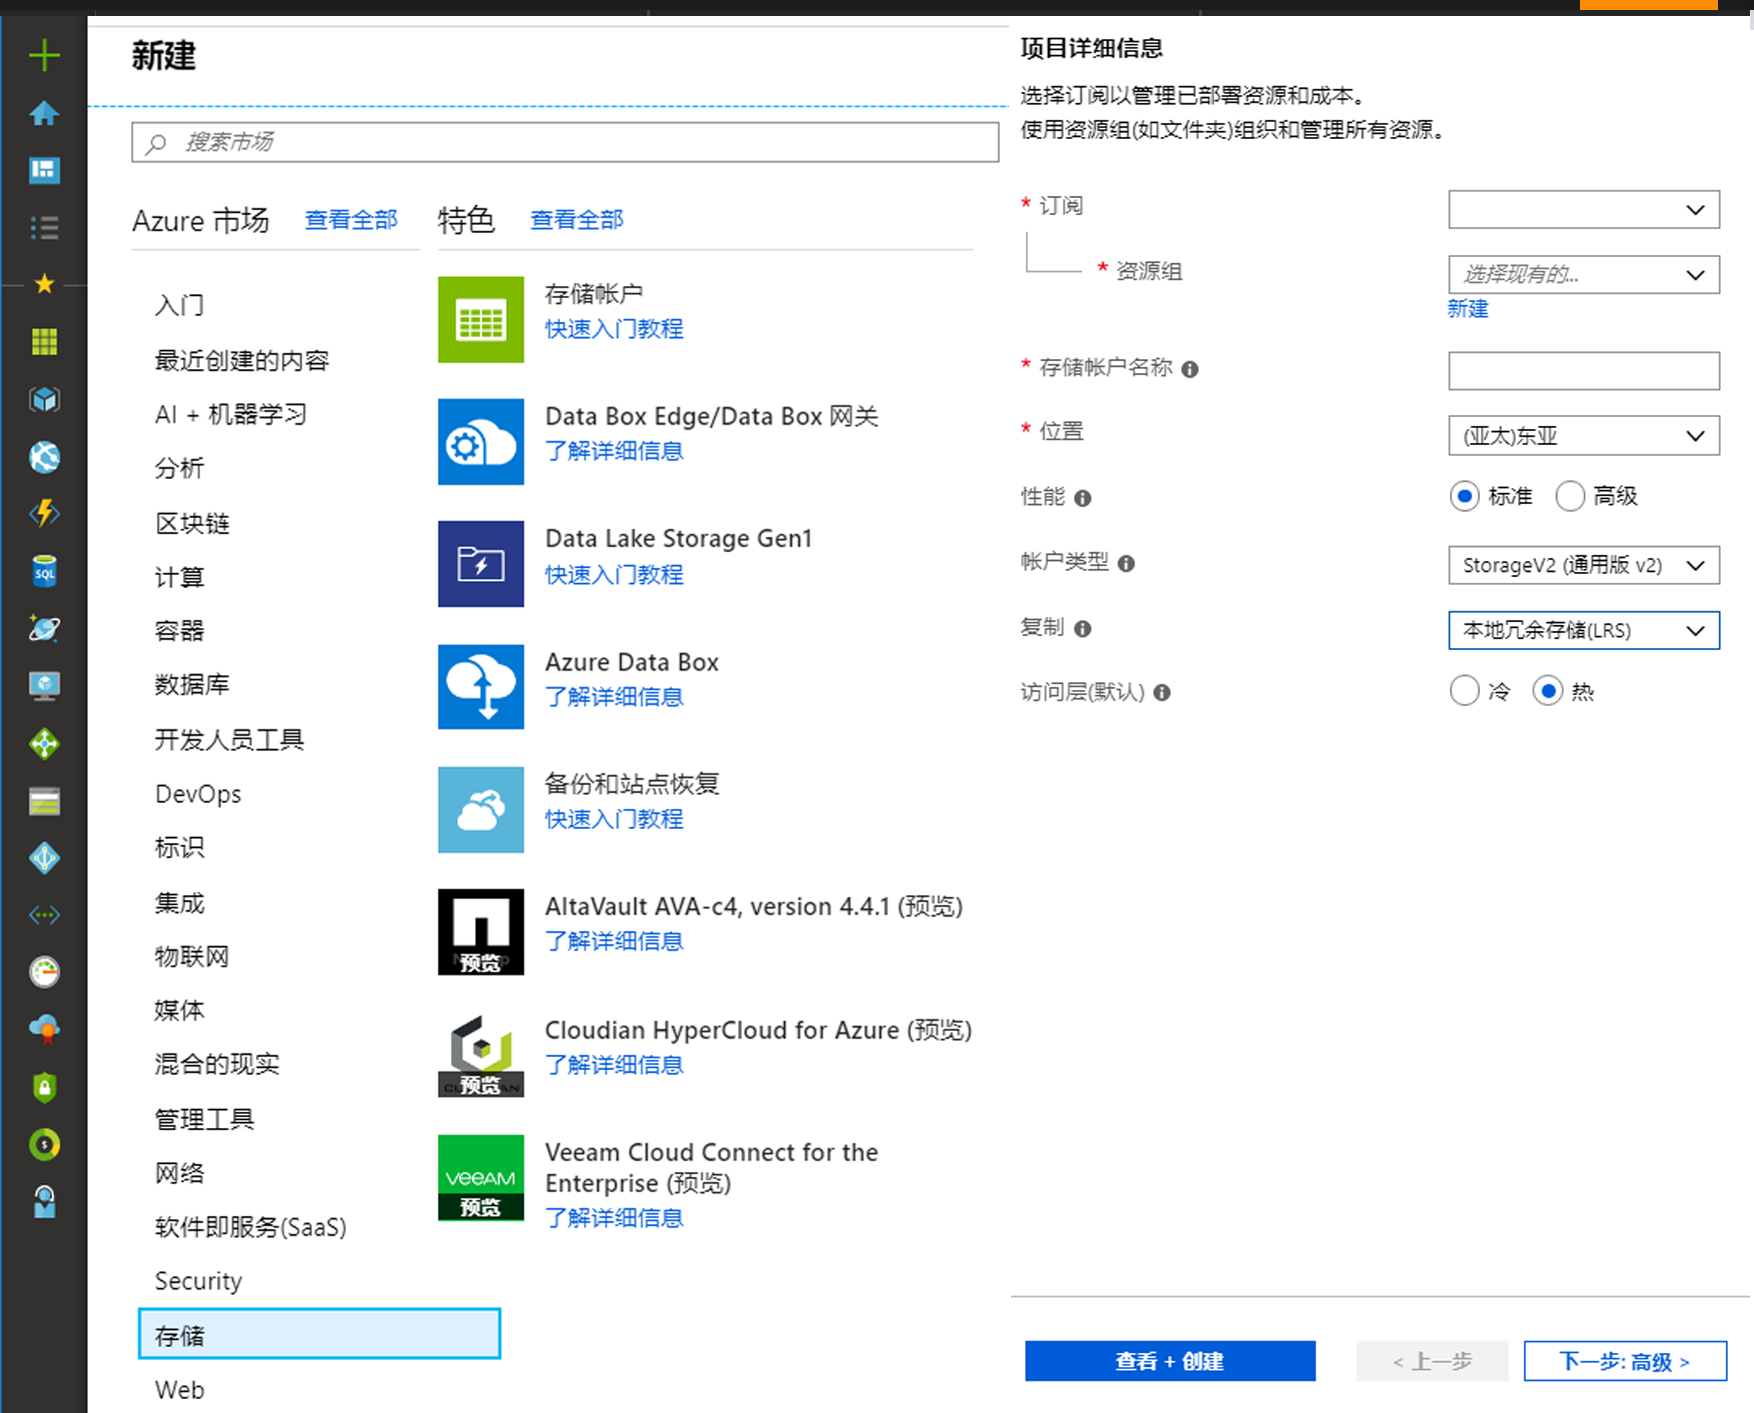 新建
搜索市场
Azure 市场
查看全部
特色
查看全部
入门
最近创建的内容
AI + 机器学习
分析
区块链
计算
容器
数据库
开发人员工具
DevOps
标识
集成
物联网
媒体
混合的现实
管理工具
网络
软件即服务(SaaS)
Security
存储
Web
存储帐户
快速入门教程
Data Box Edge/Data Box 网关
了解详细信息
Data Lake Storage Gen1
快速入门教程
Azure Data Box
了解详细信息
备份和站点恢复
快速入门教程
预览
AltaVault AVA-c4, version 4.4.1 (预览)
了解详细信息
预览
Cloudian HyperCloud for Azure (预览)
了解详细信息
veeAM
预览
Veeam Cloud Connect for the
Enterprise (预览)
了解详细信息
SQL
项目详细信息
选择订阅以管理已部署资源和成本。
使用资源组(如文件夹)组织和管理所有资源。
* 订阅
* 资源组
选择现有的...
新建
* 存储帐户名称
* 位置
(亚太)东亚
性能
标准
高级
帐户类型
StorageV2 (通用版 v2)
复制
本地冗余存储(LRS)
访问层(默认)
冷
热
查看 + 创建
< 上一步
下一步: 高级 >